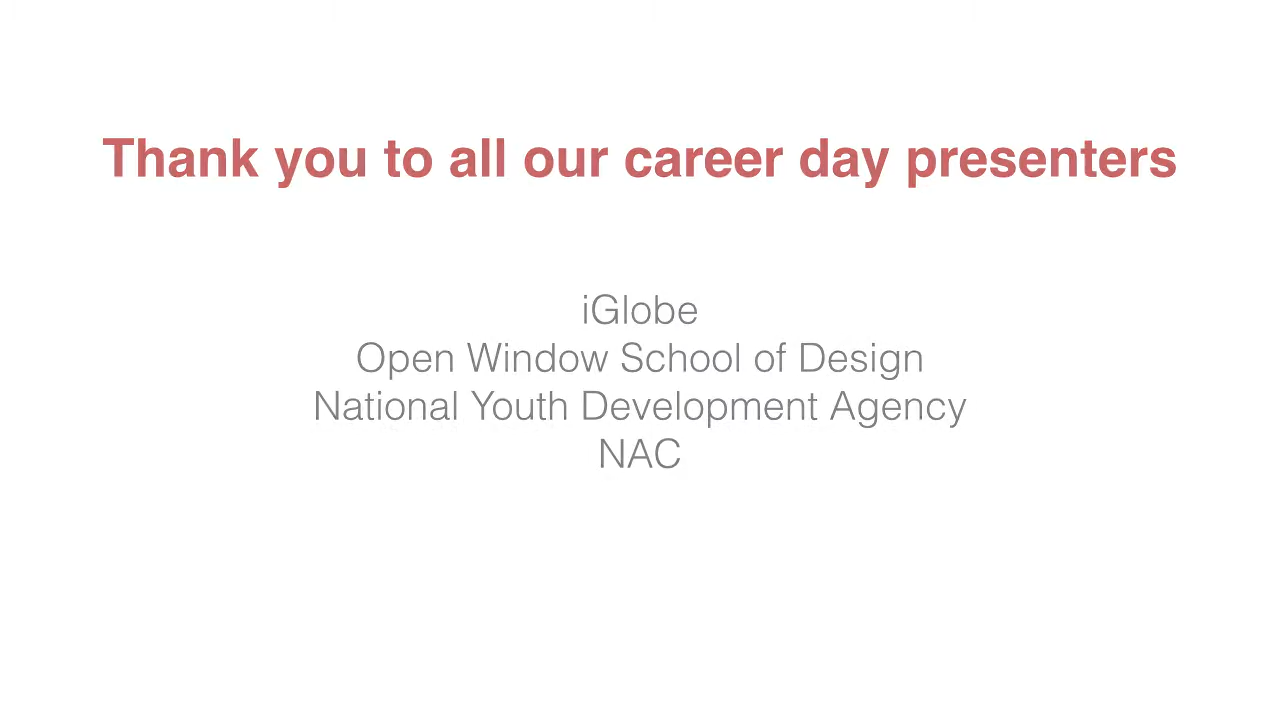 Thank you to all our career day presenters
iGlobe
Open Window School of Design
National Youth Development Agency
NAC